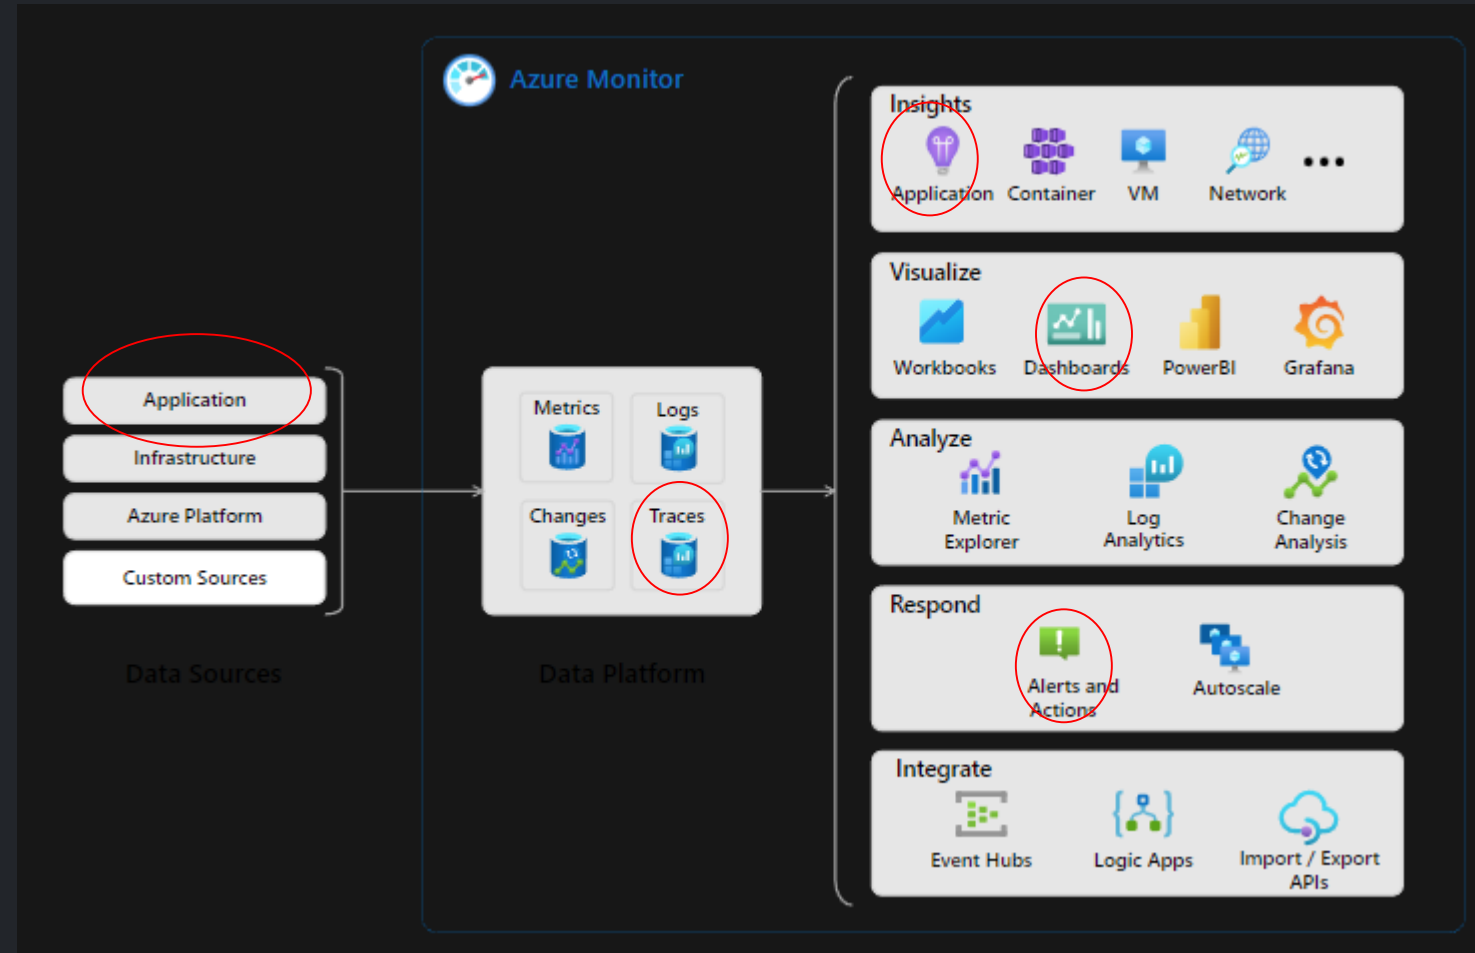 Azure Monitor
Insights
Application
Container
VM
Network
Visualize
Workbooks
Dashboards
PowerBI
Grafana
Application
Infrastructure
Azure Platform
Custom Sources
Data Sources
Metrics
Logs
Changes
Traces
Data Platform
Analyze
Metric
Explorer
Log
Analytics
Change
Analysis
Respond
Alerts and
Actions
Autoscale
Integrate
Event Hubs
Logic Apps
Import / Export
APIs